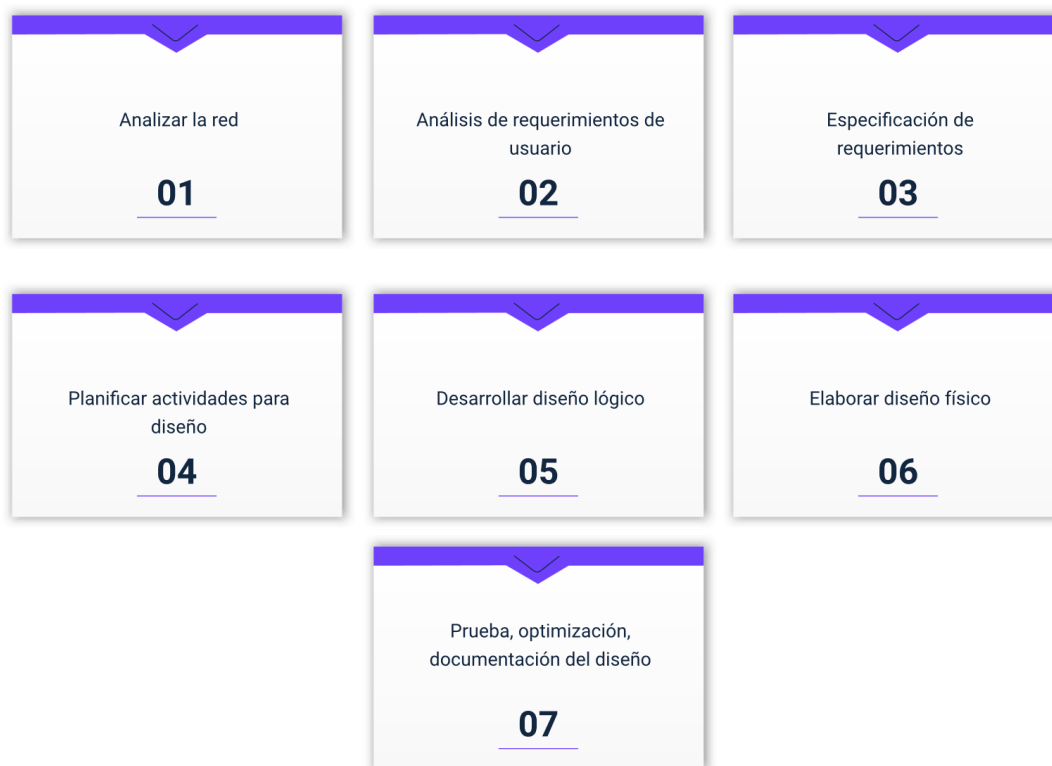 Analizar la red
01
Análisis de requerimientos de
usuario
02
Especificación de
requerimientos
03
Planificar actividades para
diseño
04
Desarrollar diseño lógico
05
Elaborar diseño físico
06
Prueba, optimización,
documentación del diseño
07